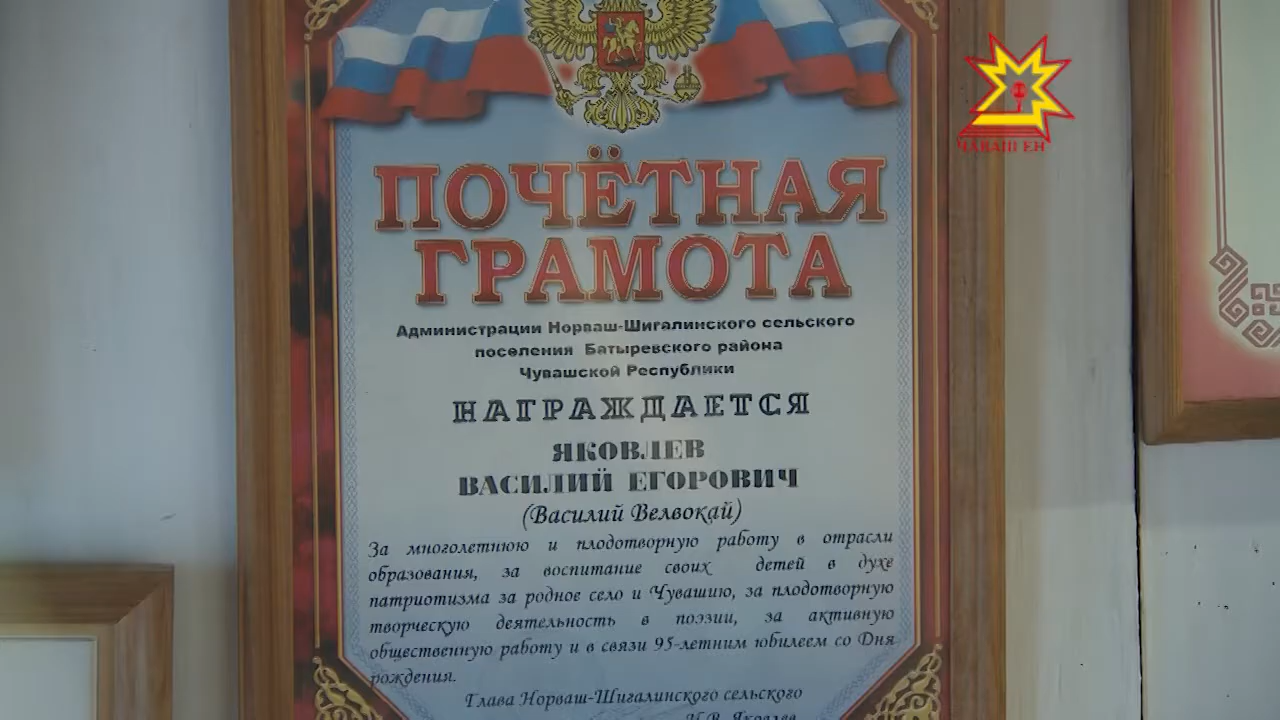 ЧĂВАШ ЕН
ПОЧЁТНАЯ
ГРАМОТА
Администрации Норваш-Шигалинского сельского
поселения Батыревского района
Чувашской Республики
НАГРАЖДАЕТСЯ
ЯКОВЛЕВ
ВАСИЛИЙ ЕГОРОВИЧ
(Василий Велвокай)
За многолетнюю и плодотворную работу в отрасли
образования, за воспитание своих детей в духе
патриотизма за родное село и Чувашию, за плодотворную
творческую деятельность в поэзии, за активную
общественную работу и в связи 95-летним юбилеем со Дня
рождения.
Глава Норваш-Шигалинского сельского
Яковлев